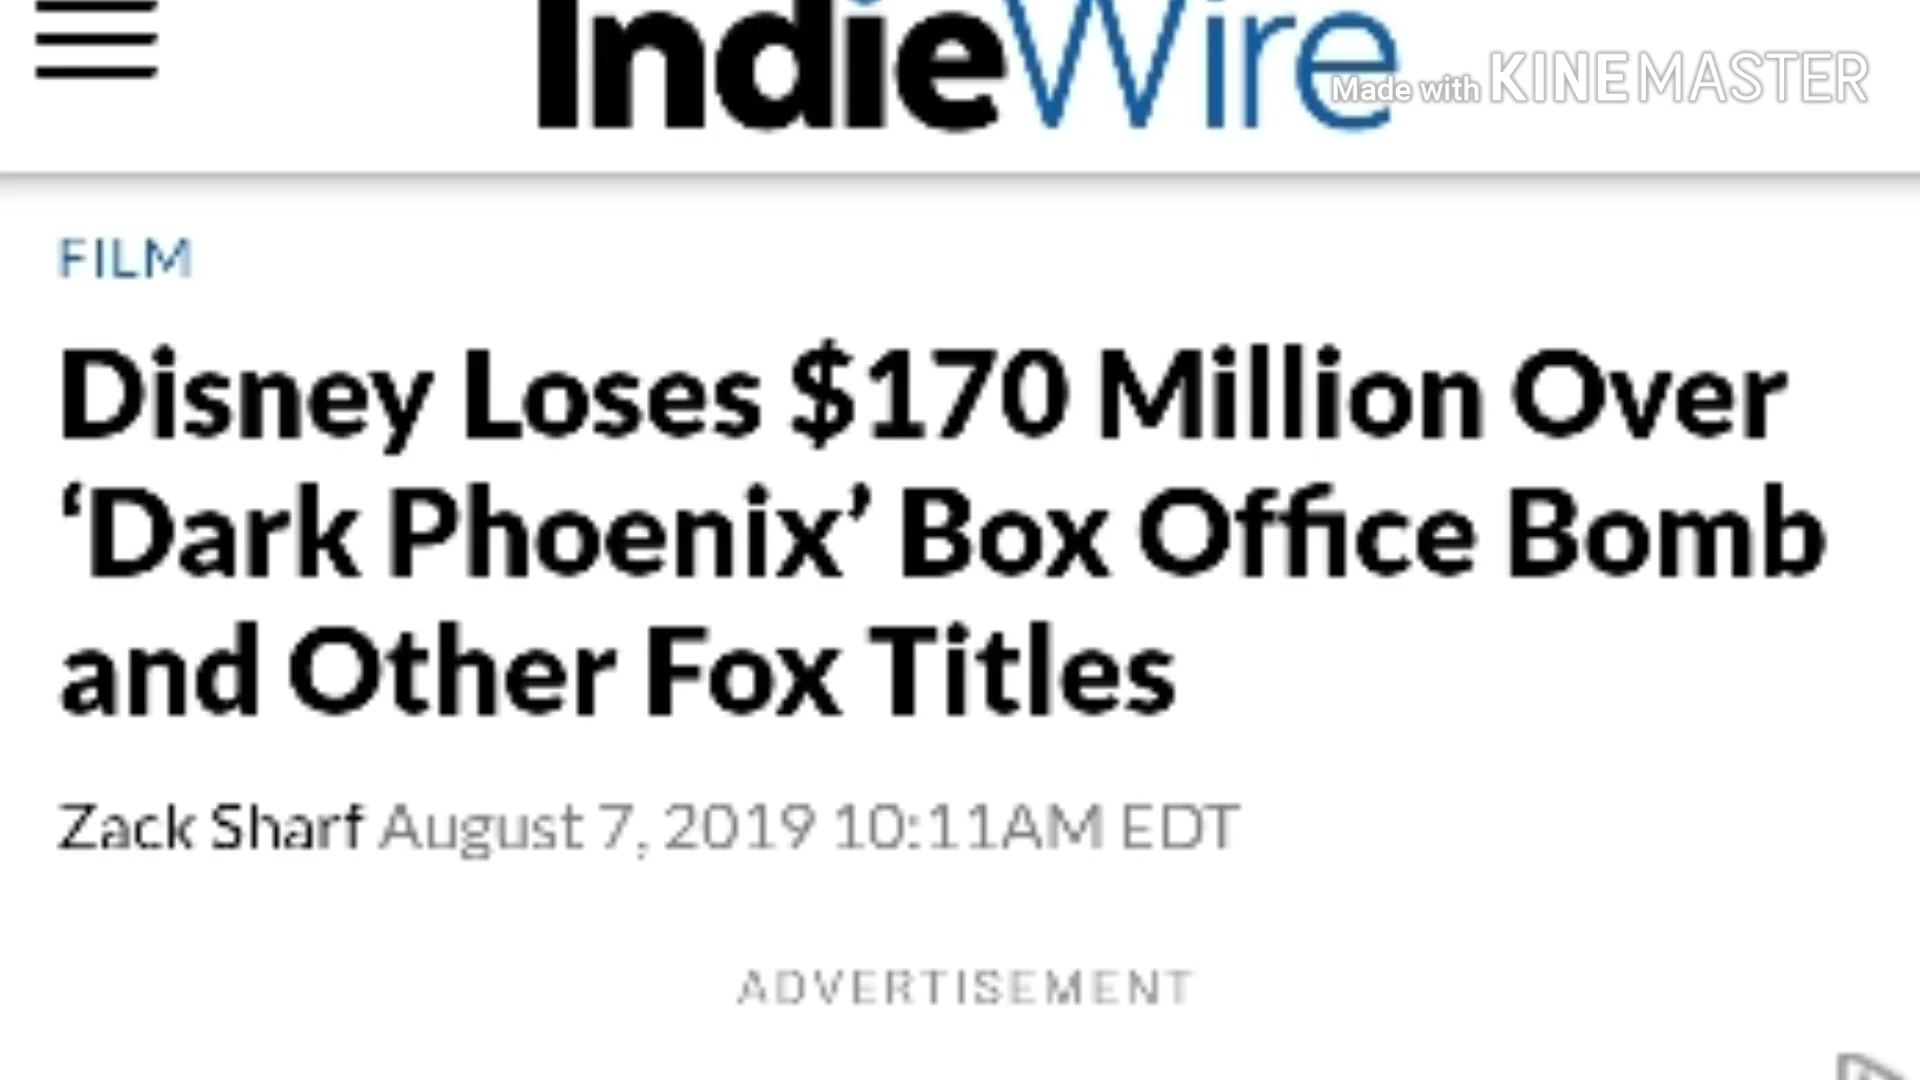 IndieWire
Made with KINEMASTER
FILM
Disney Loses $170 Million Over
‘Dark Phoenix’ Box Office Bomb
and Other Fox Titles
Zack Sharf August 7, 2019 10:11AM EDT
ADVERTISEMENT